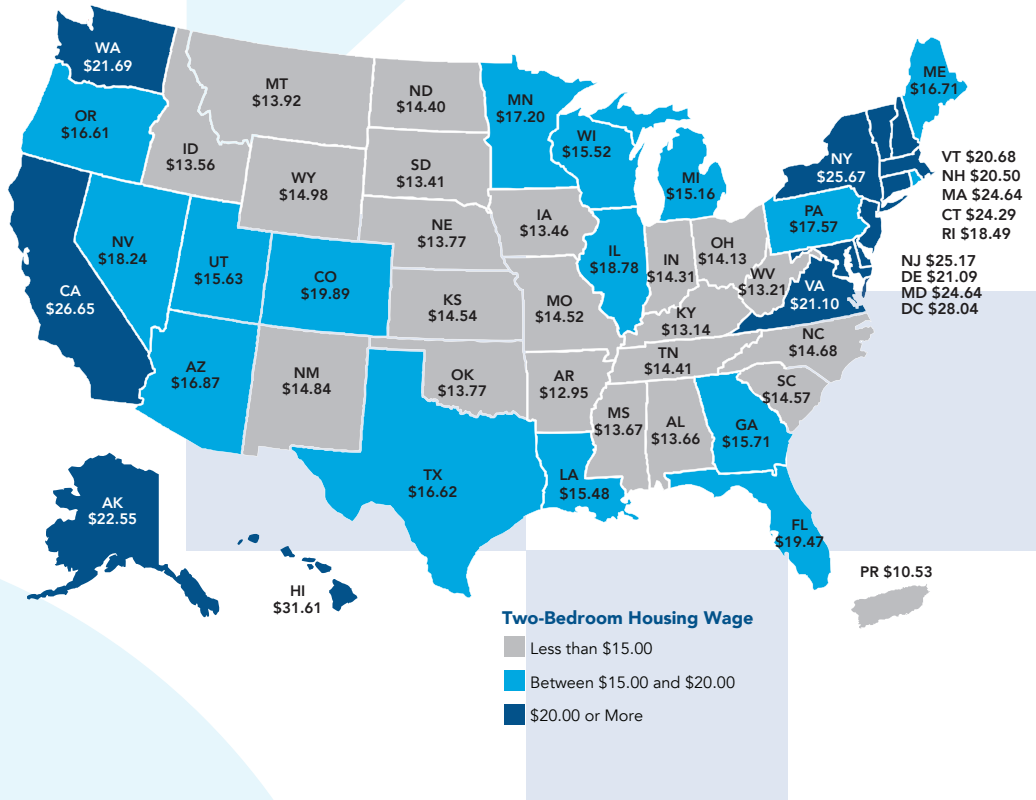 WA
$21.69
OR
$16.61
CA
$26.65
NV
$18.24
ID
$13.56
MT
$13.92
WY
$14.98
UT
$15.63
CO
$19.89
AZ
$16.87
NM
$14.84
ND
$14.40
SD
$13.41
NE
$13.77
KS
$14.54
OK
$13.77
TX
$16.62
MN
$17.20
IA
$13.46
MO
$14.52
AR
$12.95
LA
$15.48
WI
$15.52
IL
$18.78
MI
$15.16
IN
$14.31
OH
$14.13
KY
$13.14
TN
$14.41
MS
$13.67
AL
$13.66
GA
$15.71
FL
$19.47
SC
$14.57
NC
$14.68
VA
$21.10
WV
$13.21
PA
$17.57
NY
$25.67
ME
$16.71
VT $20.68
NH $20.50
MA $24.64
CT $24.29
RI $18.49
NJ $25.17
DE $21.09
MD $24.64
DC $28.04
AK
$22.55
HI
$31.61
PR $10.53
Two-Bedroom Housing Wage
Less than $15.00
Between $15.00 and $20.00
$20.00 or More